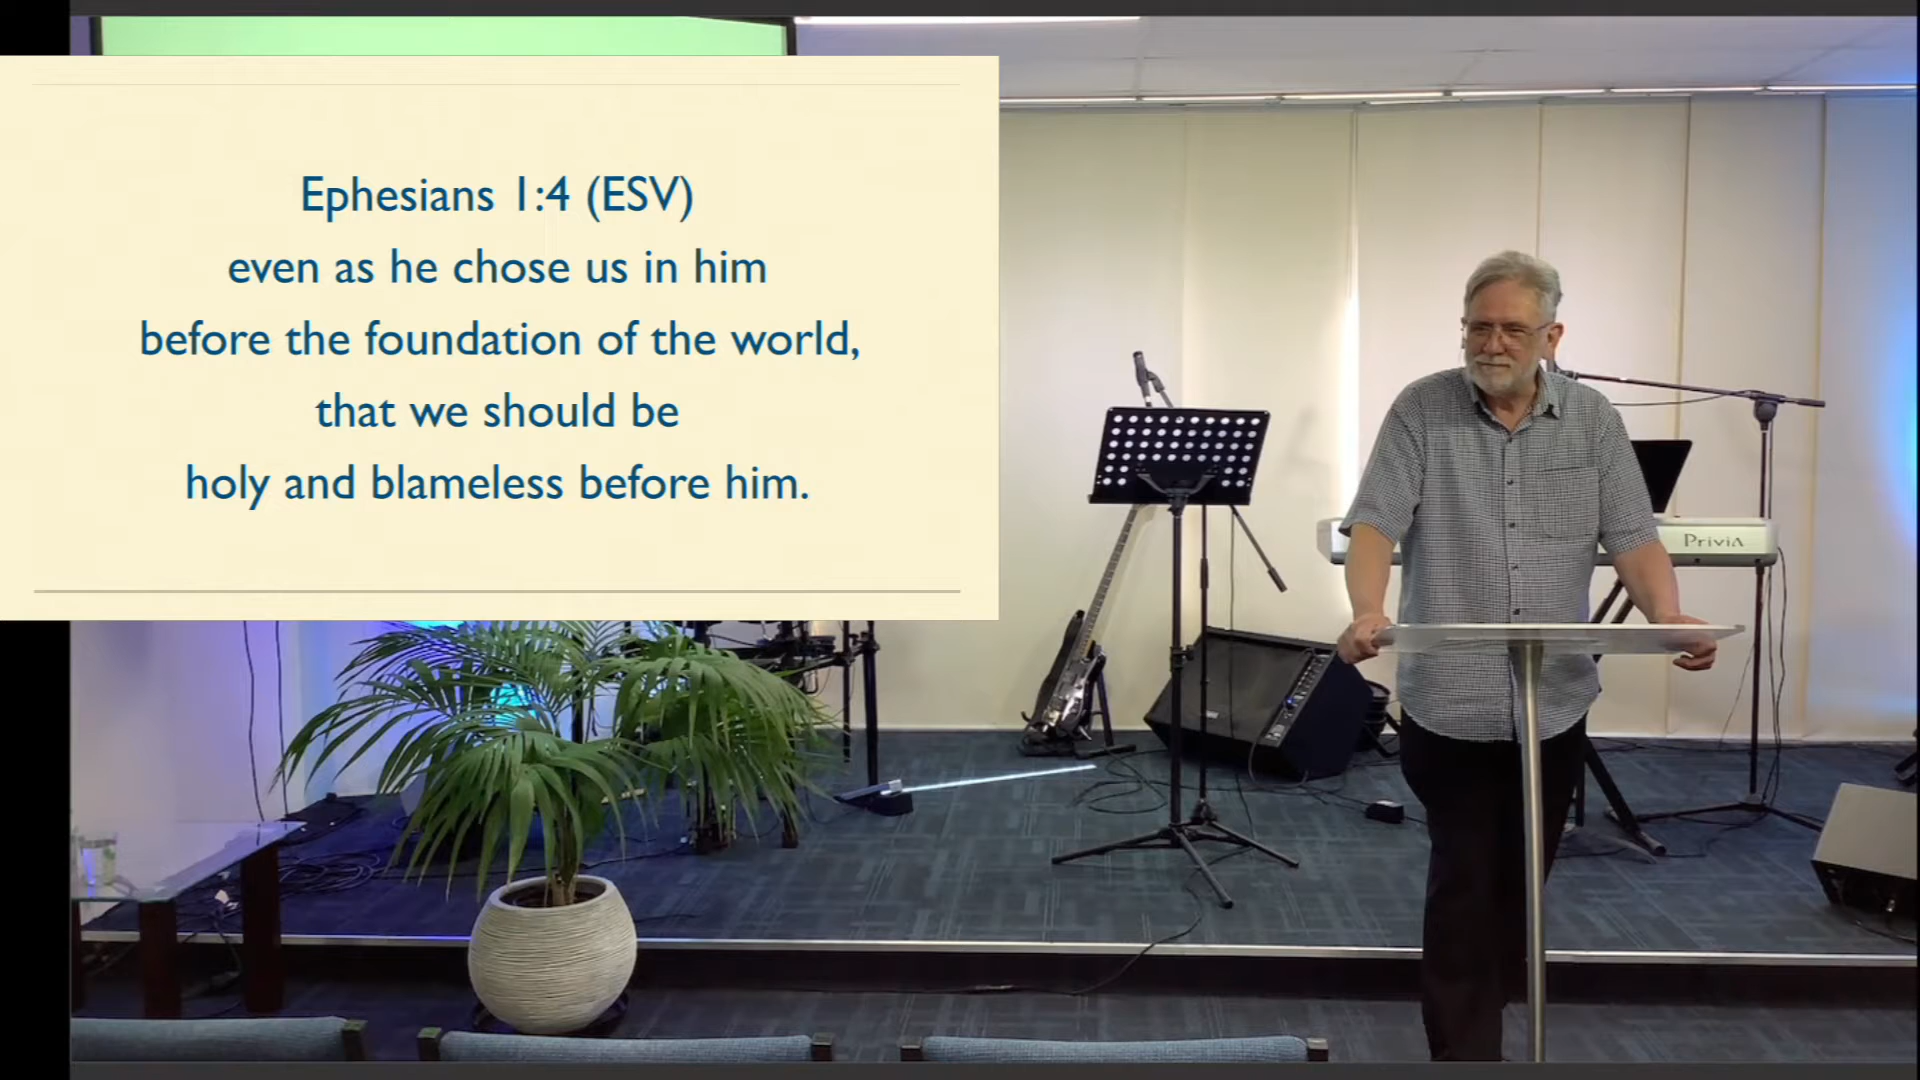 Ephesians 1:4 (ESV)
even as he chose us in him
before the foundation of the world,
that we should be
holy and blameless before him.
Privia